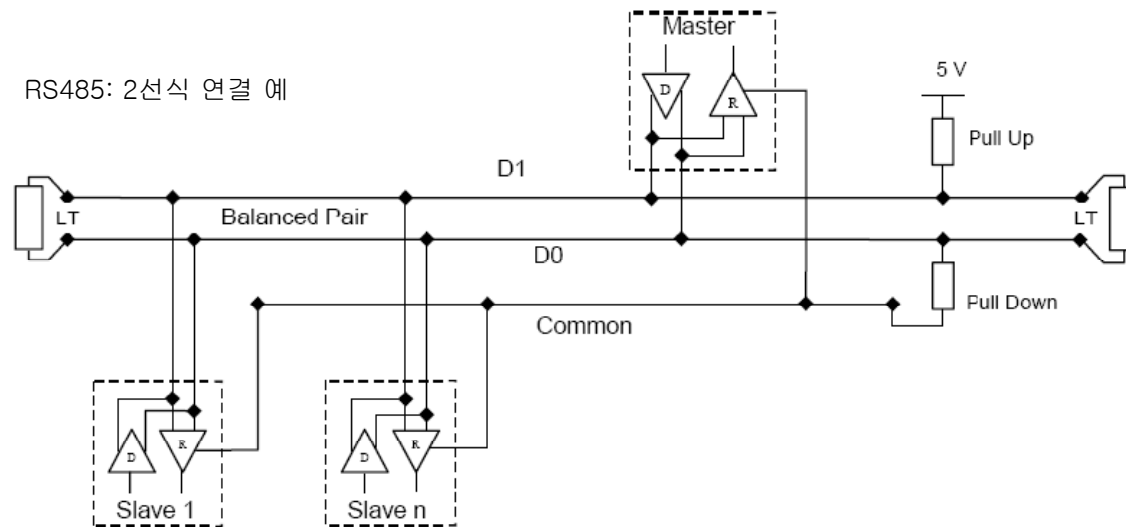 Master
RS485: 2선식 연결 예
5 V
D
R
Pull Up
D1
LT
Balanced Pair
LT
D0
Pull Down
Common
D
R
D
R
Slave 1
Slave n